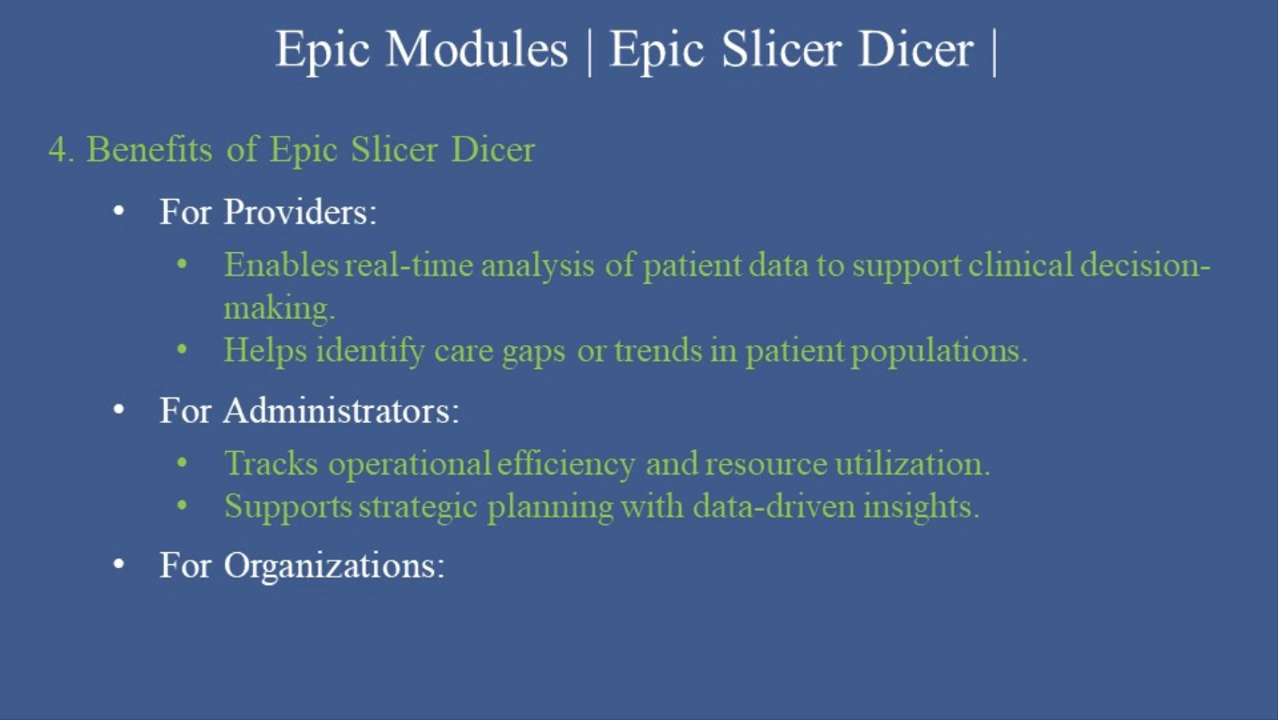 Epic Modules | Epic Slicer Dicer |
4. Benefits of Epic Slicer Dicer
• For Providers:
• Enables real-time analysis of patient data to support clinical decision-
making.
• Helps identify care gaps or trends in patient populations.
• For Administrators:
• Tracks operational efficiency and resource utilization.
• Supports strategic planning with data-driven insights.
• For Organizations: